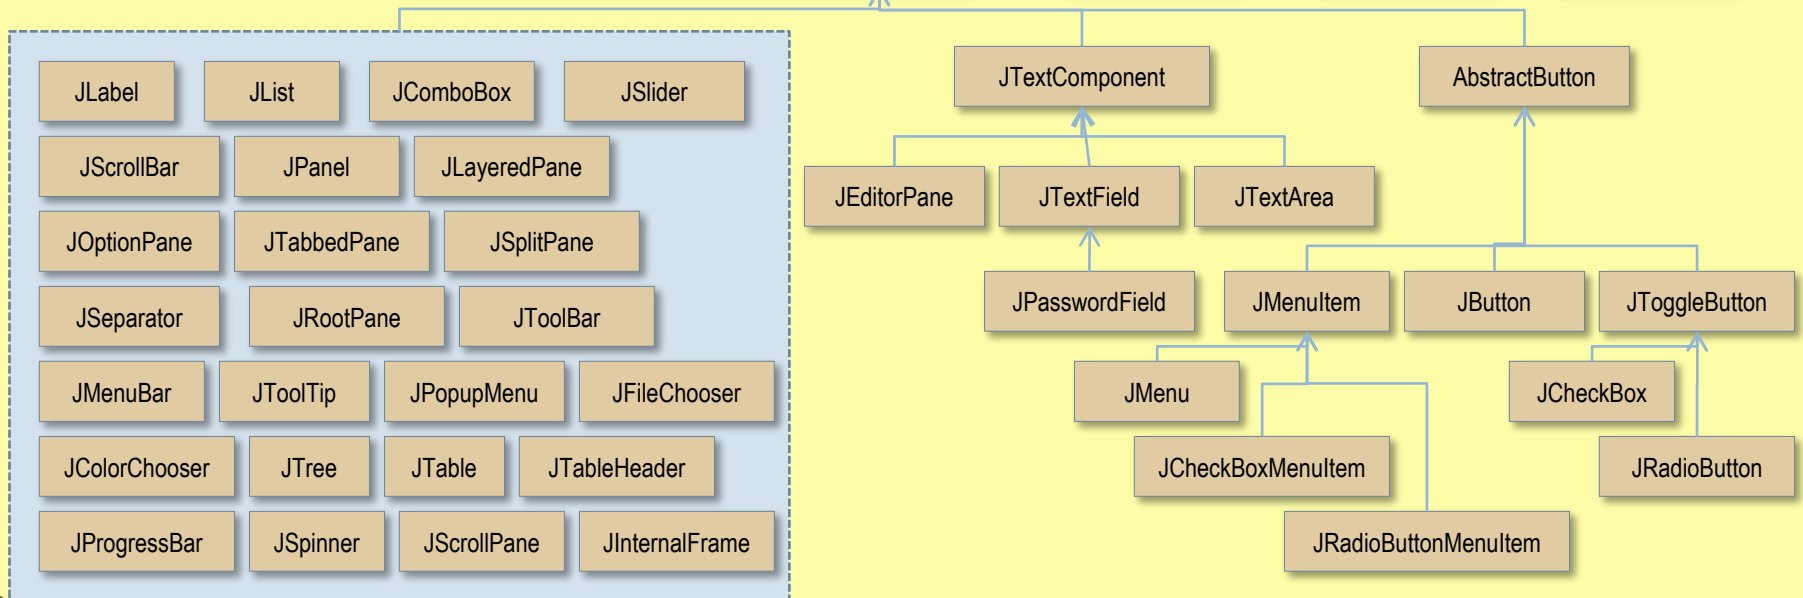 JLabel
JList
JComboBox
JSlider
JScrollBar
JPanel
JLayeredPane
JOptionPane
JTabbedPane
JSplitPane
JSeparator
JRootPane
JToolBar
JMenuBar
JToolTip
JPopupMenu
JFileChooser
JColorChooser
JTree
JTable
JTableHeader
JProgressBar
JSpinner
JScrollPane
JInternalFrame
JTextComponent
AbstractButton
JEditorPane
JTextField
JTextArea
JPasswordField
JMenuItem
JButton
JToggleButton
JMenu
JCheckBox
JCheckBoxMenuItem
JRadioButton
JRadioButtonMenuItem